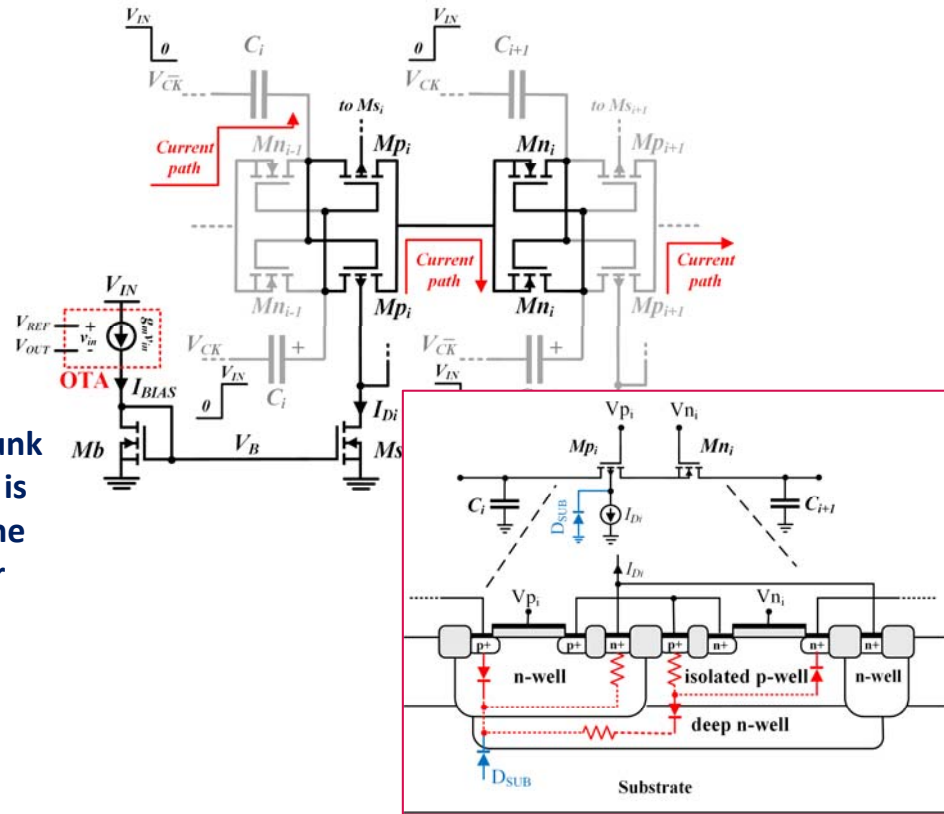 V_IN
0
C_i
V_CK̅
V_IN
0
C_i+1
V_CK
to Ms_i
to Ms_i+1
Current path
Mn_i-1
Mp_i
Mn_i
Mp_i+1
Current path
Current path
Mn_i-1
Mp_i
Mn_i
Mp_i+1
V_IN
V_REF
+
v_in
g_m v_in
V_OUT
-
OTA
I_BIAS
V_CK
+
C_i
V_IN
0
V_CK̅
+
V_IN
I_Di
Mb
V_B
Ms
unk
is
ne
r
Vp_i
Vn_i
Mp_i
Mn_i
C_i
D_SUB
I_Di
C_i+1
I_Di
Vp_i
Vn_i
p+
p+
n+
p+
n+
n+
n+
n-well
isolated p-well
n-well
deep n-well
D_SUB
Substrate